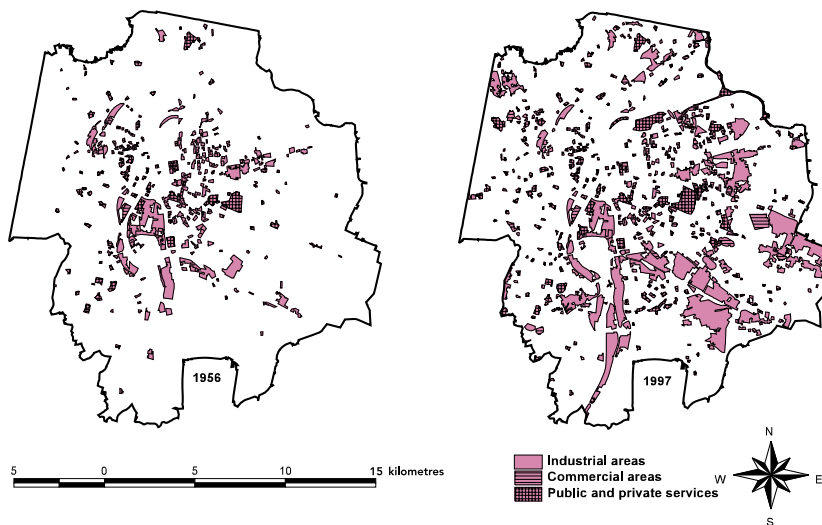 1956
1997
5 0 5 10 15 kilometres
Industrial areas
Commercial areas
Public and private services
N
W E
S